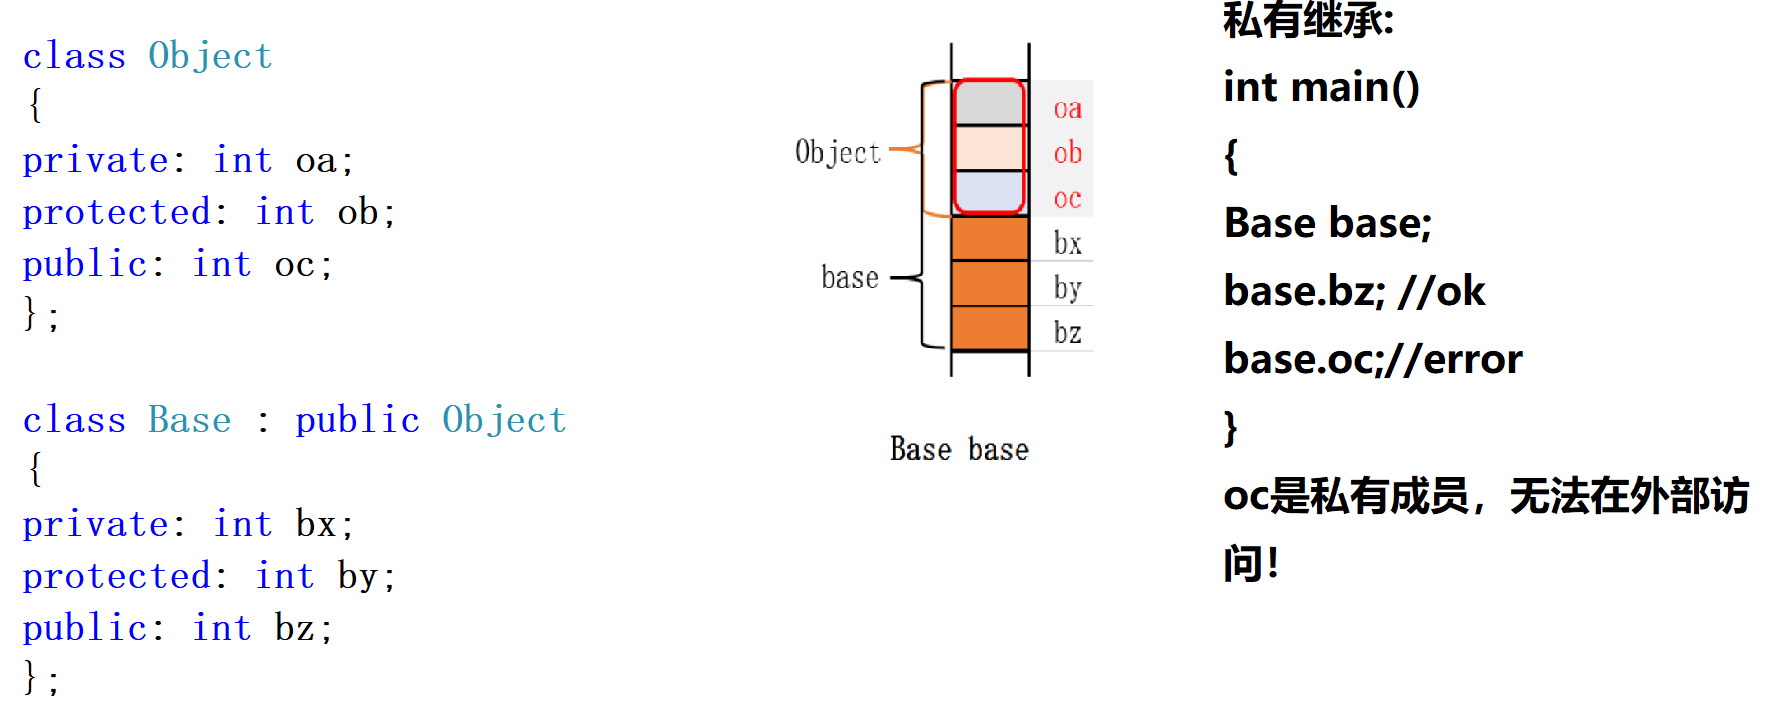 class Object
{
private: int oa;
protected: int ob;
public: int oc;
};
class Base : public Object
{
private: int bx;
protected: int by;
public: int bz;
};
Object
base
oa
ob
oc
bx
by
bz
Base base
私有继承:
int main()
{
Base base;
base.bz; //ok
base.oc;//error
}
oc是私有成员，无法在外部访
问！